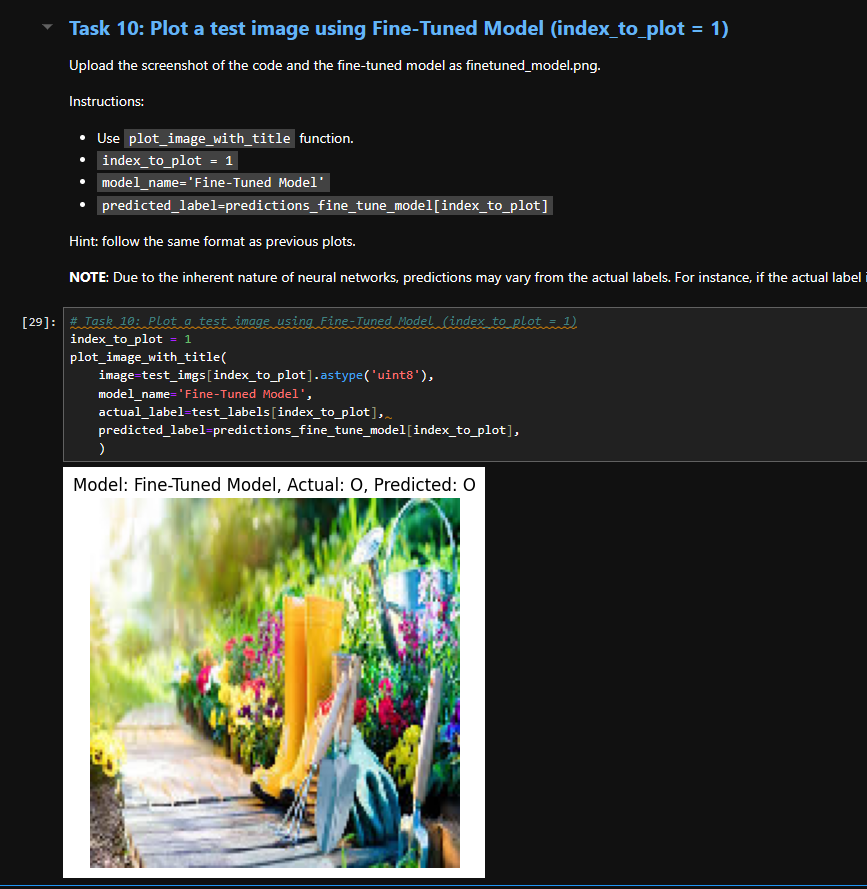 Task 10: Plot a test image using Fine-Tuned Model (index_to_plot = 1)
Upload the screenshot of the code and the fine-tuned model as finetuned_model.png.
Instructions:
• Use plot_image_with_title function.
• index_to_plot = 1
• model_name='Fine-Tuned Model'
• predicted_label=predictions_fine_tune_model[index_to_plot]
Hint: follow the same format as previous plots.
NOTE: Due to the inherent nature of neural networks, predictions may vary from the actual labels. For instance, if the actual label
[29]: # Task 10: Plot a test image using Fine-Tuned Model (index_to_plot = 1)
index_to_plot = 1
plot_image_with_title(
image=test_imgs[index_to_plot].astype('uint8'),
model_name='Fine-Tuned Model',
actual_label=test_labels[index_to_plot],
predicted_label=predictions_fine_tune_model[index_to_plot],
)
Model: Fine-Tuned Model, Actual: O, Predicted: O